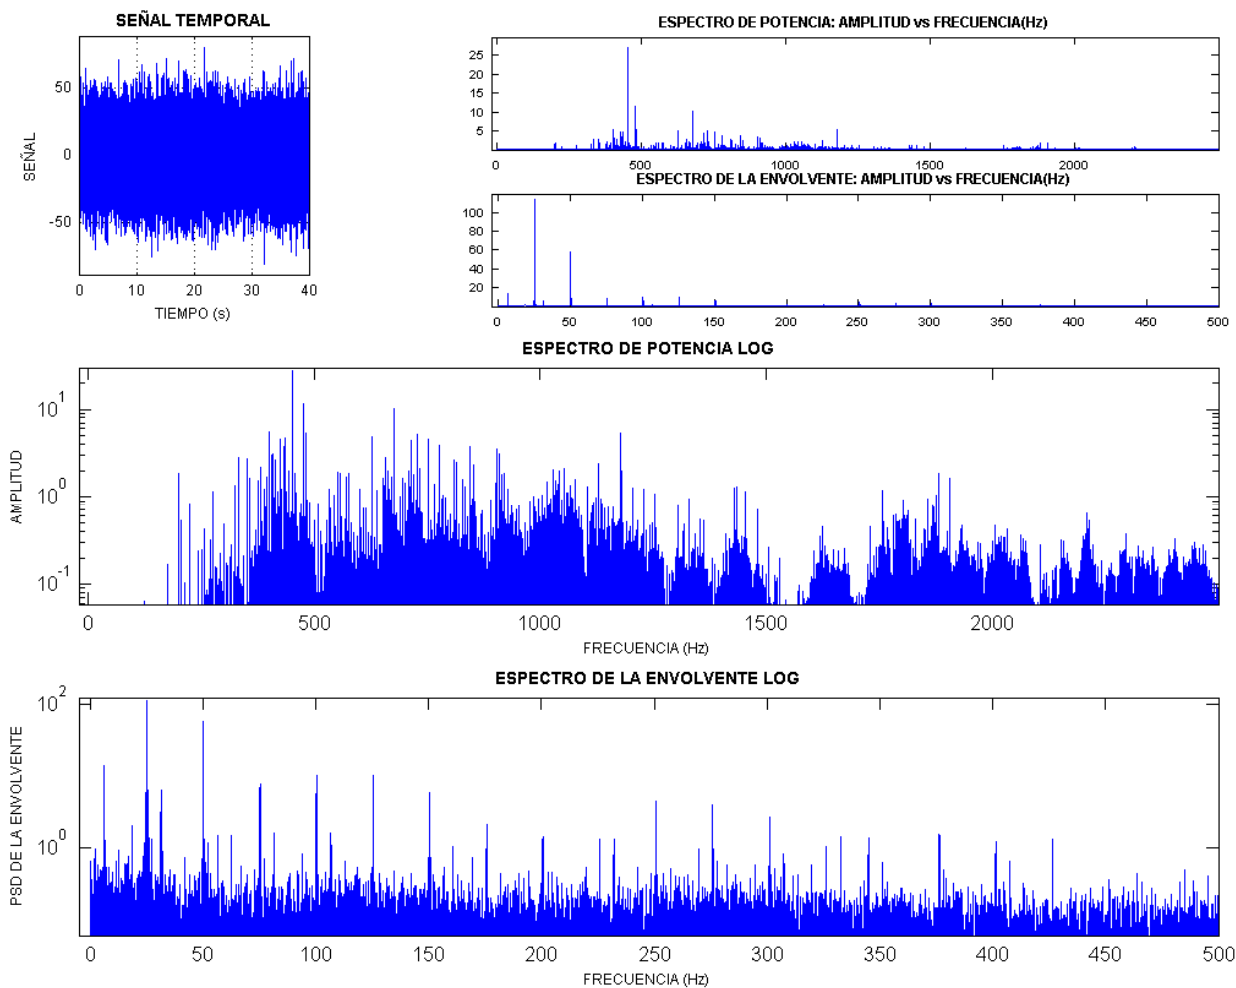 SEÑAL TEMPORAL
50
0
-50
SEÑAL
0 10 20 30 40
TIEMPO (s)
ESPECTRO DE POTENCIA: AMPLITUD vs FRECUENCIA(Hz)
25
20
15
10
5
0 500 1000 1500 2000
ESPECTRO DE LA ENVOLVENTE: AMPLITUD vs FRECUENCIA(Hz)
100
80
60
40
20
0 50 100 150 200 250 300 350 400 450 500
ESPECTRO DE POTENCIA LOG
10^1
10^0
10^-1
AMPLITUD
0 500 1000 1500 2000
FRECUENCIA (Hz)
ESPECTRO DE LA ENVOLVENTE LOG
10^2
10^0
PSD DE LA ENVOLVENTE
0 50 100 150 200 250 300 350 400 450 500
FRECUENCIA (Hz)